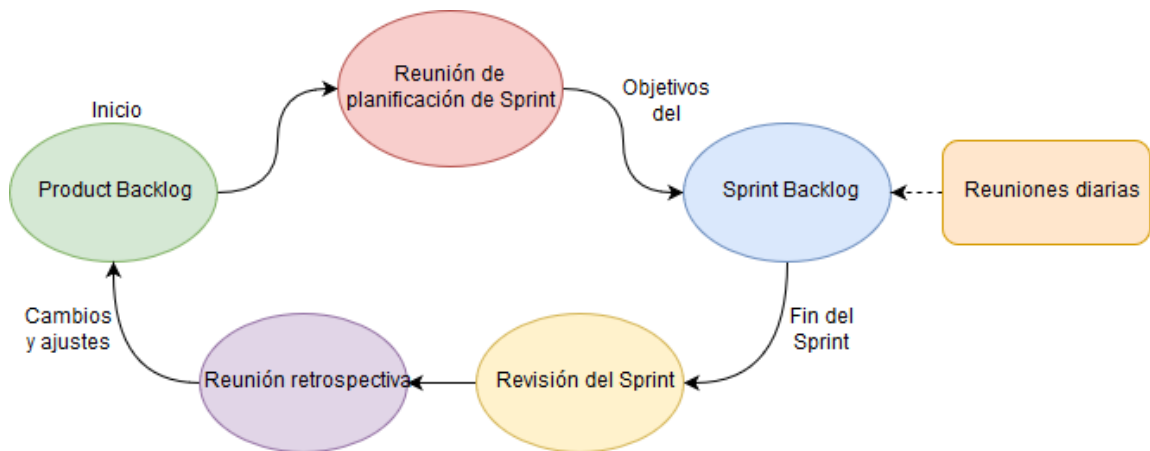 Inicio
Product Backlog
Reunión de
planificación de Sprint
Objetivos
del
Sprint Backlog
Reuniones diarias
Fin del
Sprint
Revisión del Sprint
Reunión retrospectiva
Cambios
y ajustes